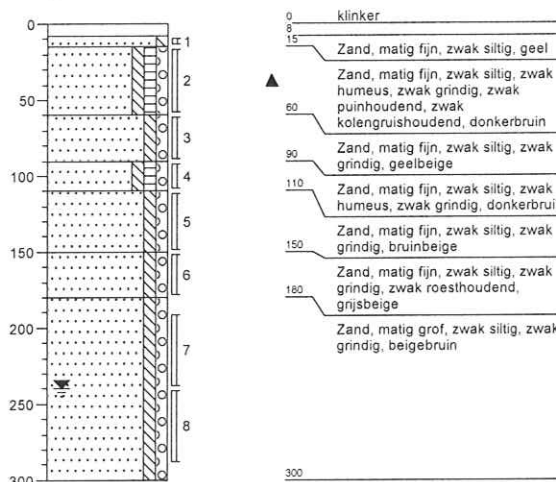 0
50
100
150
200
250
300
1
2
3
4
5
6
7
8
0
klinker
8
15
Zand, matig fijn, zwak siltig, geel
Zand, matig fijn, zwak siltig, zwak
humeus, zwak grindig, zwak
puinhoudend, zwak
60
kolengruishoudend, donkerbruin
Zand, matig fijn, zwak siltig, zwak
90
grindig, geelbeige
Zand, matig fijn, zwak siltig, zwak
110
humeus, zwak grindig, donkerbrui
Zand, matig fijn, zwak siltig, zwak
150
grindig, bruinbeige
Zand, matig fijn, zwak siltig, zwak
grindig, zwak roesthoudend,
180
grijsbeige
Zand, matig grof, zwak siltig, zwak
grindig, beigebruin
300